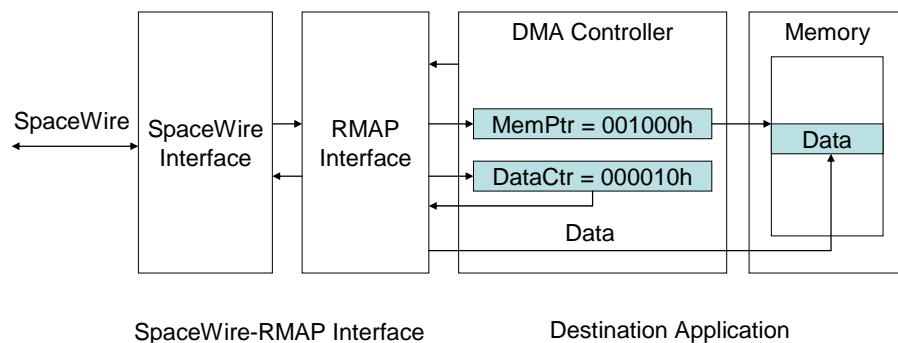 DMA Controller
Memory
SpaceWire
SpaceWire
Interface
RMAP
Interface
MemPtr = 001000h
Data
DataCtr = 000010h
Data
SpaceWire-RMAP Interface
Destination Application